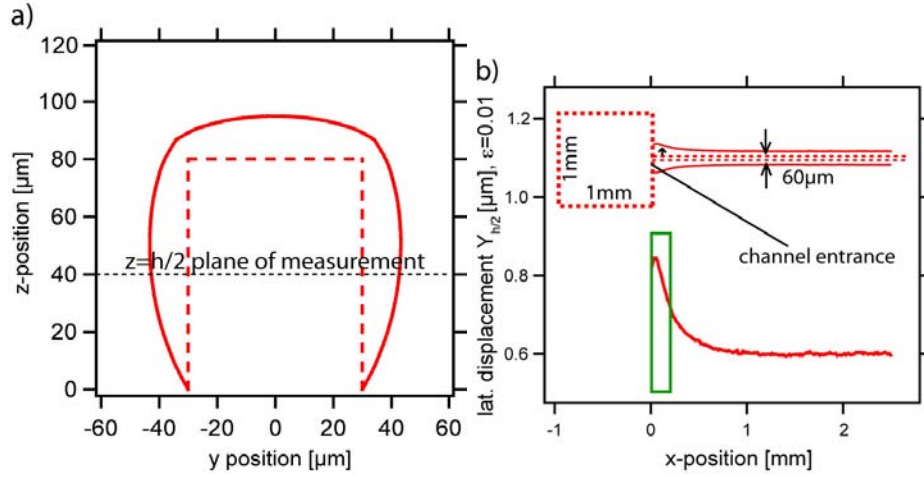 a)
120
100
80
60
40
20
0
z-position [µm]
z=h/2 plane of measurement
-60 -40 -20 0 20 40 60
y position [µm]
b)
1.2
1.0
0.8
0.6
lat. displacement Y_{h/2} [µm], ε=0.01
1mm
1mm
60µm
channel entrance
-1 0 1 2
x-position [mm]